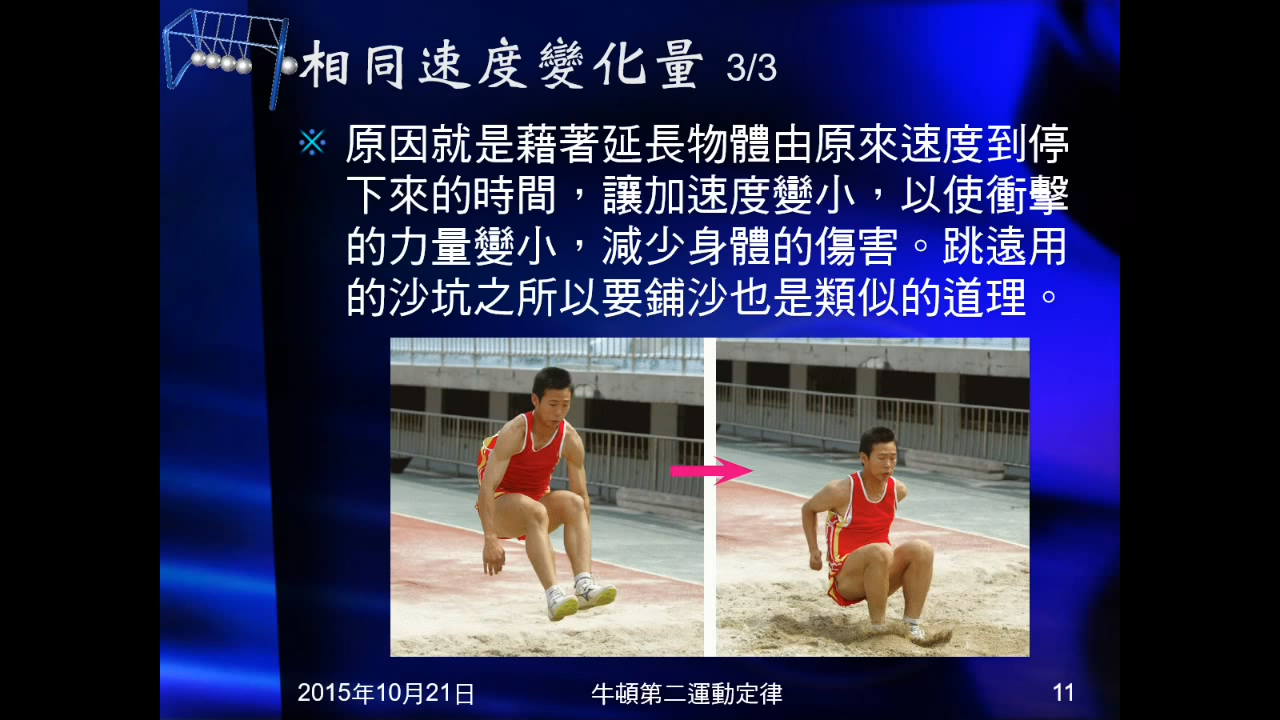 相同速度變化量 3/3
※ 原因就是藉著延長物體由原來速度到停
下來的時間，讓加速度變小，以使衝擊
的力量變小，減少身體的傷害。跳遠用
的沙坑之所以要鋪沙也是類似的道理。
2015年10月21日 牛頓第二運動定律 11